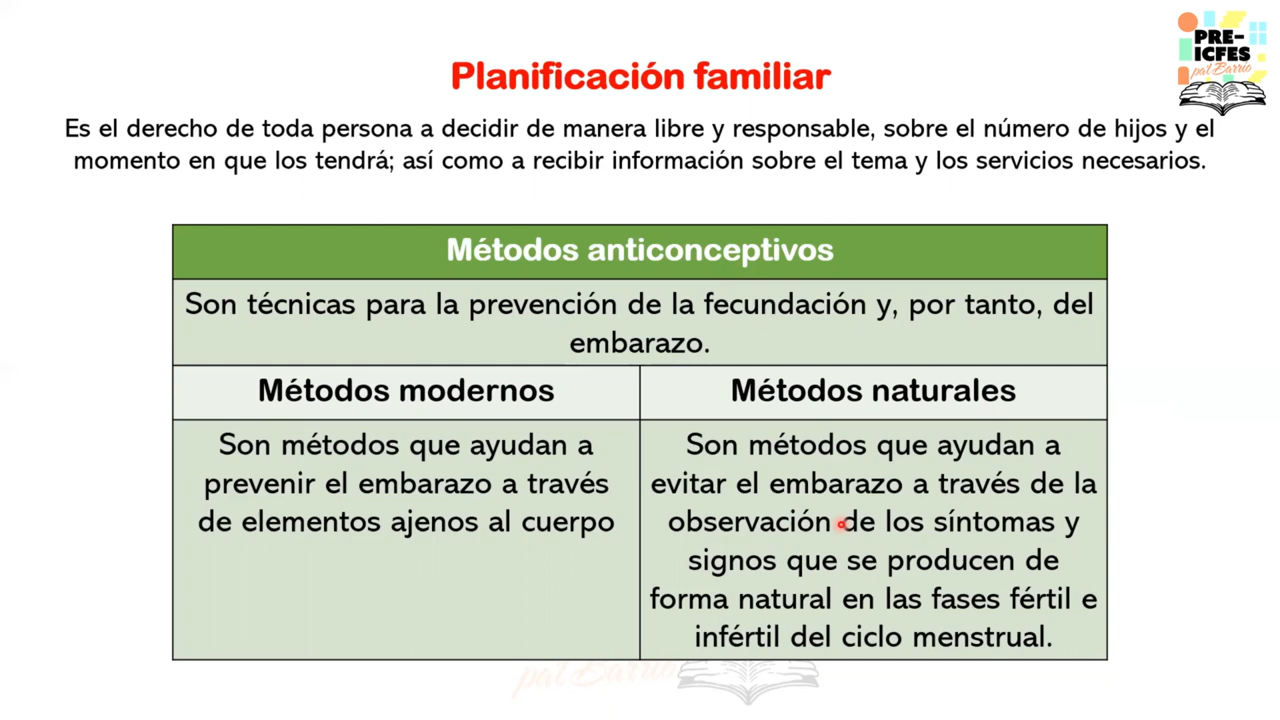 PRE-
ICFES
pa'l Barrio
Planificación familiar
Es el derecho de toda persona a decidir de manera libre y responsable, sobre el número de hijos y el
momento en que los tendrá; así como a recibir información sobre el tema y los servicios necesarios.
Métodos anticonceptivos
Son técnicas para la prevención de la fecundación y, por tanto, del
embarazo.
Métodos modernos
Métodos naturales
Son métodos que ayudan a
prevenir el embarazo a través
de elementos ajenos al cuerpo
Son métodos que ayudan a
evitar el embarazo a través de la
observación de los síntomas y
signos que se producen de
forma natural en las fases fértil e
infértil del ciclo menstrual.
pa'l Barrio